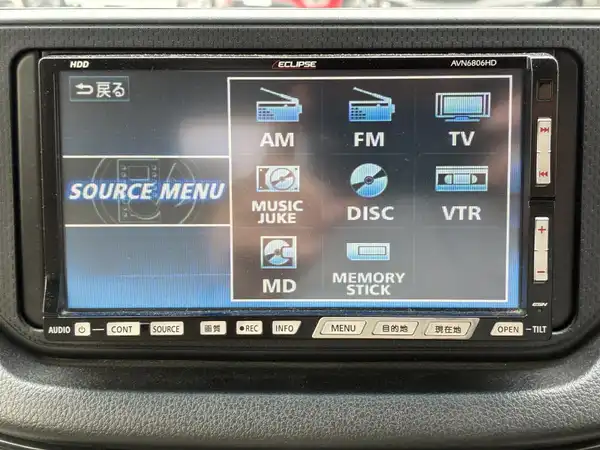 HDD
ECLIPSE
AVN6806HD
戻る
AM
FM
TV
SOURCE MENU
MUSIC
JUKE
DISC
VTR
MD
MEMORY
STICK
AUDIO
CONT
SOURCE
画質
●REC
INFO
MENU
目的地
現在地
OPEN
TILT